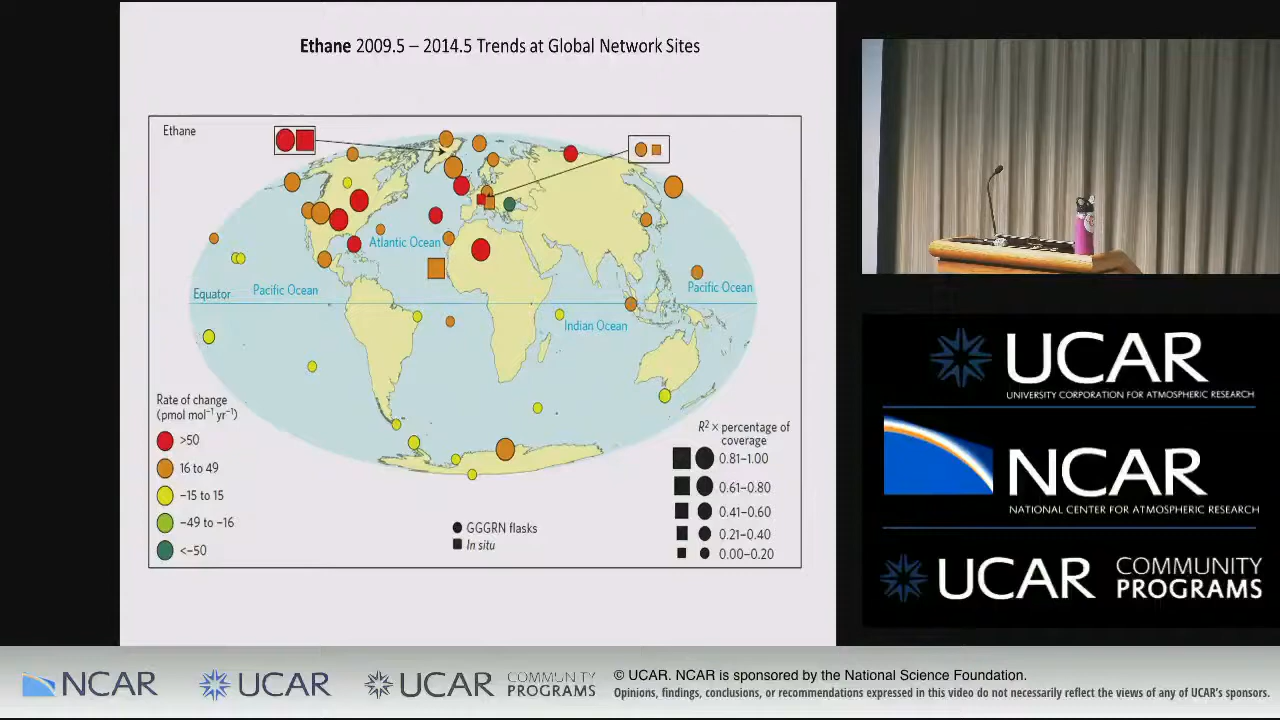 Ethane 2009.5 – 2014.5 Trends at Global Network Sites
Ethane
Atlantic Ocean
Equator
Pacific Ocean
Pacific Ocean
Indian Ocean
Rate of change
(pmol mol⁻¹ yr⁻¹)
>50
16 to 49
−15 to 15
−49 to −16
<−50
GGGRN flasks
In situ
R² × percentage of
coverage
0.81–1.00
0.61–0.80
0.41–0.60
0.21–0.40
0.00–0.20
UCAR
UNIVERSITY CORPORATION FOR ATMOSPHERIC RESEARCH
NCAR
NATIONAL CENTER FOR ATMOSPHERIC RESEARCH
UCAR COMMUNITY
PROGRAMS
NCAR
UCAR
UCAR COMMUNITY
PROGRAMS
© UCAR. NCAR is sponsored by the National Science Foundation.
Opinions, findings, conclusions, or recommendations expressed in this video do not necessarily reflect the views of any of UCAR's sponsors.